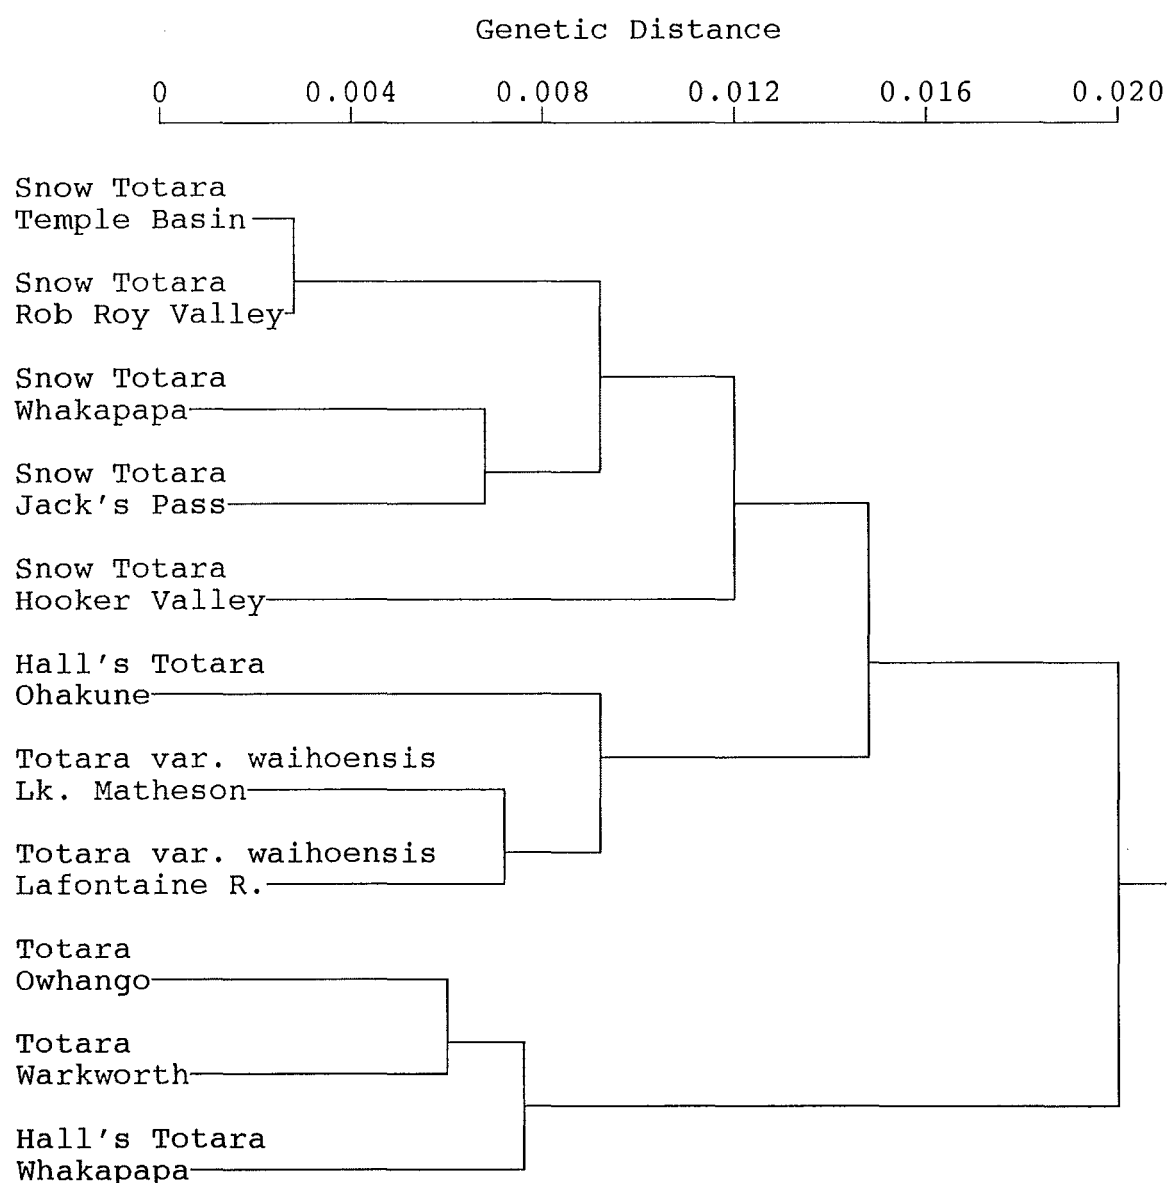 Genetic Distance
0 0.004 0.008 0.012 0.016 0.020
Snow Totara
Temple Basin
Snow Totara
Rob Roy Valley
Snow Totara
Whakapapa
Snow Totara
Jack's Pass
Snow Totara
Hooker Valley
Hall's Totara
Ohakune
Totara var. waihoensis
Lk. Matheson
Totara var. waihoensis
Lafontaine R.
Totara
Owhango
Totara
Warkworth
Hall's Totara
Whakapapa